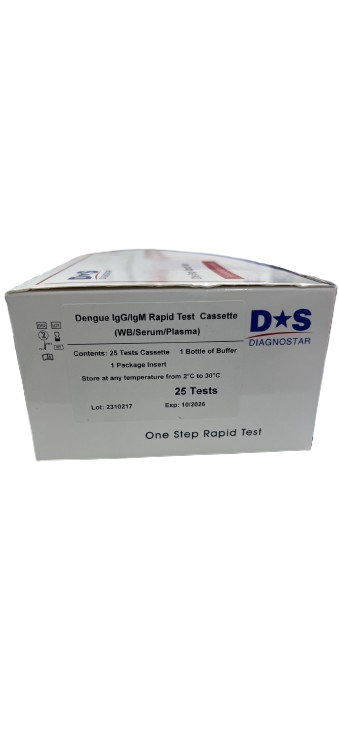 Dengue IgG/IgM Rapid Test Cassette
(WB/Serum/Plasma)
D★S
DIAGNOSTAR
Contents: 25 Tests Cassette 1 Bottle of Buffer
1 Package Insert
Store at any temperature from 2°C to 30°C
25 Tests
Lot: 2310217 Exp: 10/2026
One Step Rapid Test